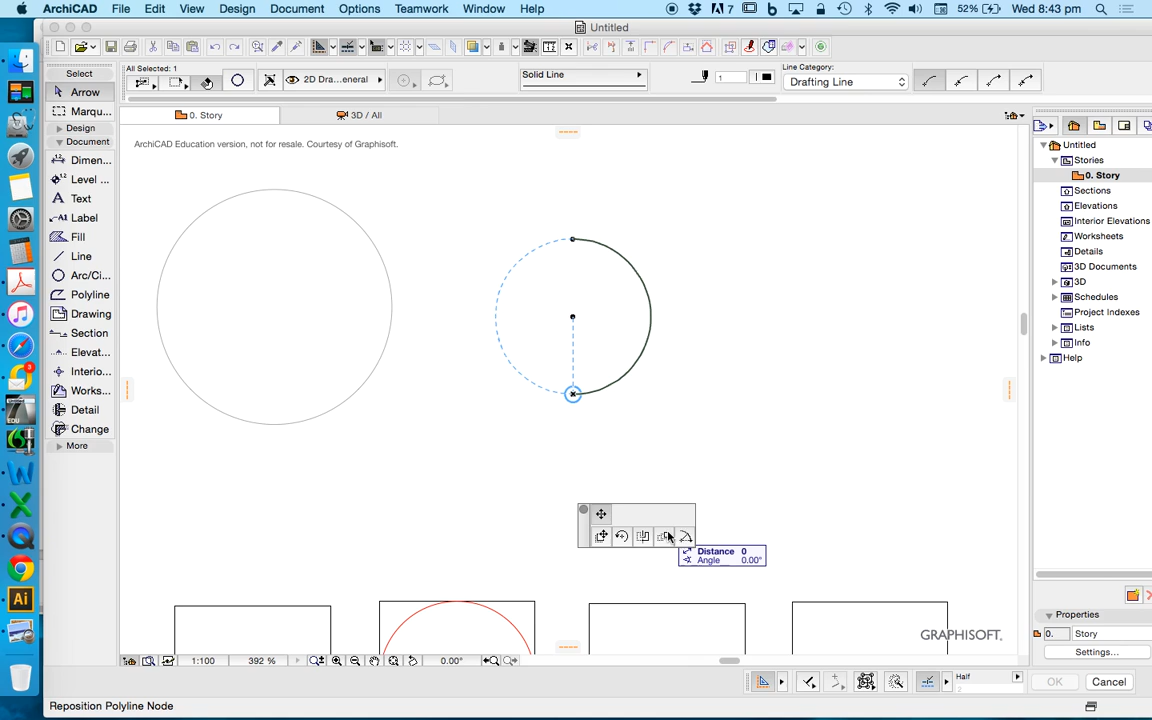 ArchiCAD File Edit View Design Document Options Teamwork Window Help 7 52% Wed 8:43 pm
Untitled
Select
All Selected: 1
Arrow
Marqu...
Design
Document
Dimen...
Level ...
Text
Label
Fill
Line
Arc/Ci...
Polyline
Drawing
Section
Elevat...
Interio...
Works...
Detail
Change
More
2D Dra...eneral
Solid Line
1
Line Category:
Drafting Line
0. Story
3D / All
ArchiCAD Education version, not for resale. Courtesy of Graphisoft.
Distance 0
Angle 0.00°
GRAPHISOFT.
Untitled
Stories
0. Story
Sections
Elevations
Interior Elevations
Worksheets
Details
3D Documents
3D
Schedules
Project Indexes
Lists
Info
Help
Properties
0. Story
Settings...
1:100 392 % 0.00°
Half
2
OK Cancel
Reposition Polyline Node